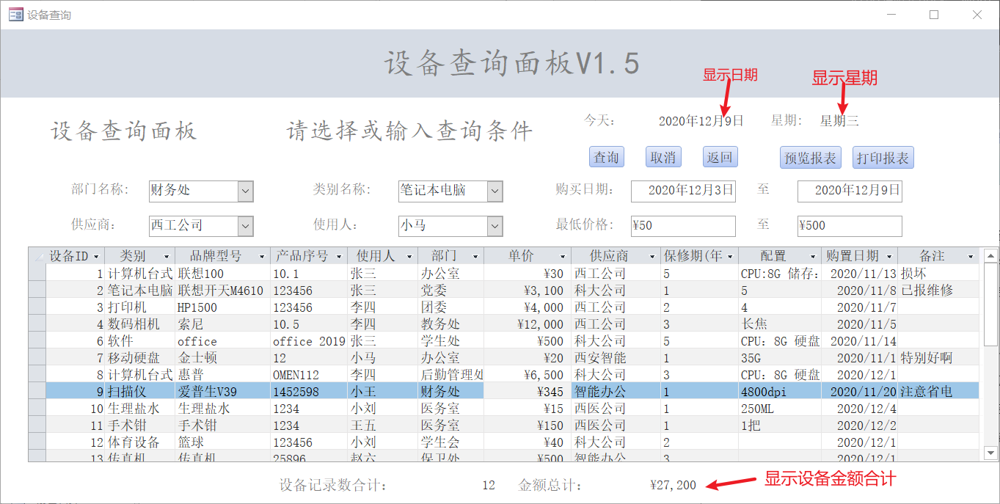 设备查询
设备查询面板V1.5
显示日期 显示星期
设备查询面板 请选择或输入查询条件 今天: 2020年12月9日 星期: 星期三
查询 取消 返回 预览报表 打印报表
部门名称: 财务处 类别名称: 笔记本电脑 购买日期: 2020年12月3日 至 2020年12月9日
供应商: 西工公司 使用人: 小马 最低价格: ¥50 至 ¥500
设备ID 类别 品牌型号 产品序号 使用人 部门 单价 供应商 保修期(年 配置 购置日期 备注
1 计算机台式 联想100 10.1 张三 办公室 ¥30 西工公司 5 CPU:8G 储存: 2020/11/13 损坏
2 笔记本电脑 联想开天M4610 123456 张三 党委 ¥3,100 科大公司 1 5 2020/11/8 已报维修
3 打印机 HP1500 123456 李四 团委 ¥4,000 西工公司 2 4 2020/11/7
4 数码相机 索尼 10.5 李四 教务处 ¥12,000 西工公司 3 长焦 2020/11/5
6 软件 office office 2019 张三 学生处 ¥500 科大公司 5 CPU: 8G 硬盘 2020/11/14
7 移动硬盘 金士顿 12 小马 办公室 ¥20 西安智能 1 35G 2020/11/1 特别好啊
8 计算机台式 惠普 OMEN112 李四 后勤管理处 ¥6,500 科大公司 3 CPU: 8G 硬盘 2020/12/1
9 扫描仪 爱普生V39 1452598 小王 财务处 ¥345 智能办公 1 4800dpi 2020/11/20 注意省电
10 生理盐水 生理盐水 1234 小刘 医务室 ¥15 西医公司 1 250ML 2020/12/4
11 手术钳 手术钳 1234 王五 医务室 ¥150 西医公司 1 1把 2020/12/2
12 体育设备 篮球 123456 小刘 学生会 ¥40 科大公司 2 2020/12/1
13 传真机 传真机 25896 赵六 保卫处 ¥500 智能办公 3 2020/12/1
设备记录数合计: 12 金额总计: ¥27,200 显示设备金额合计